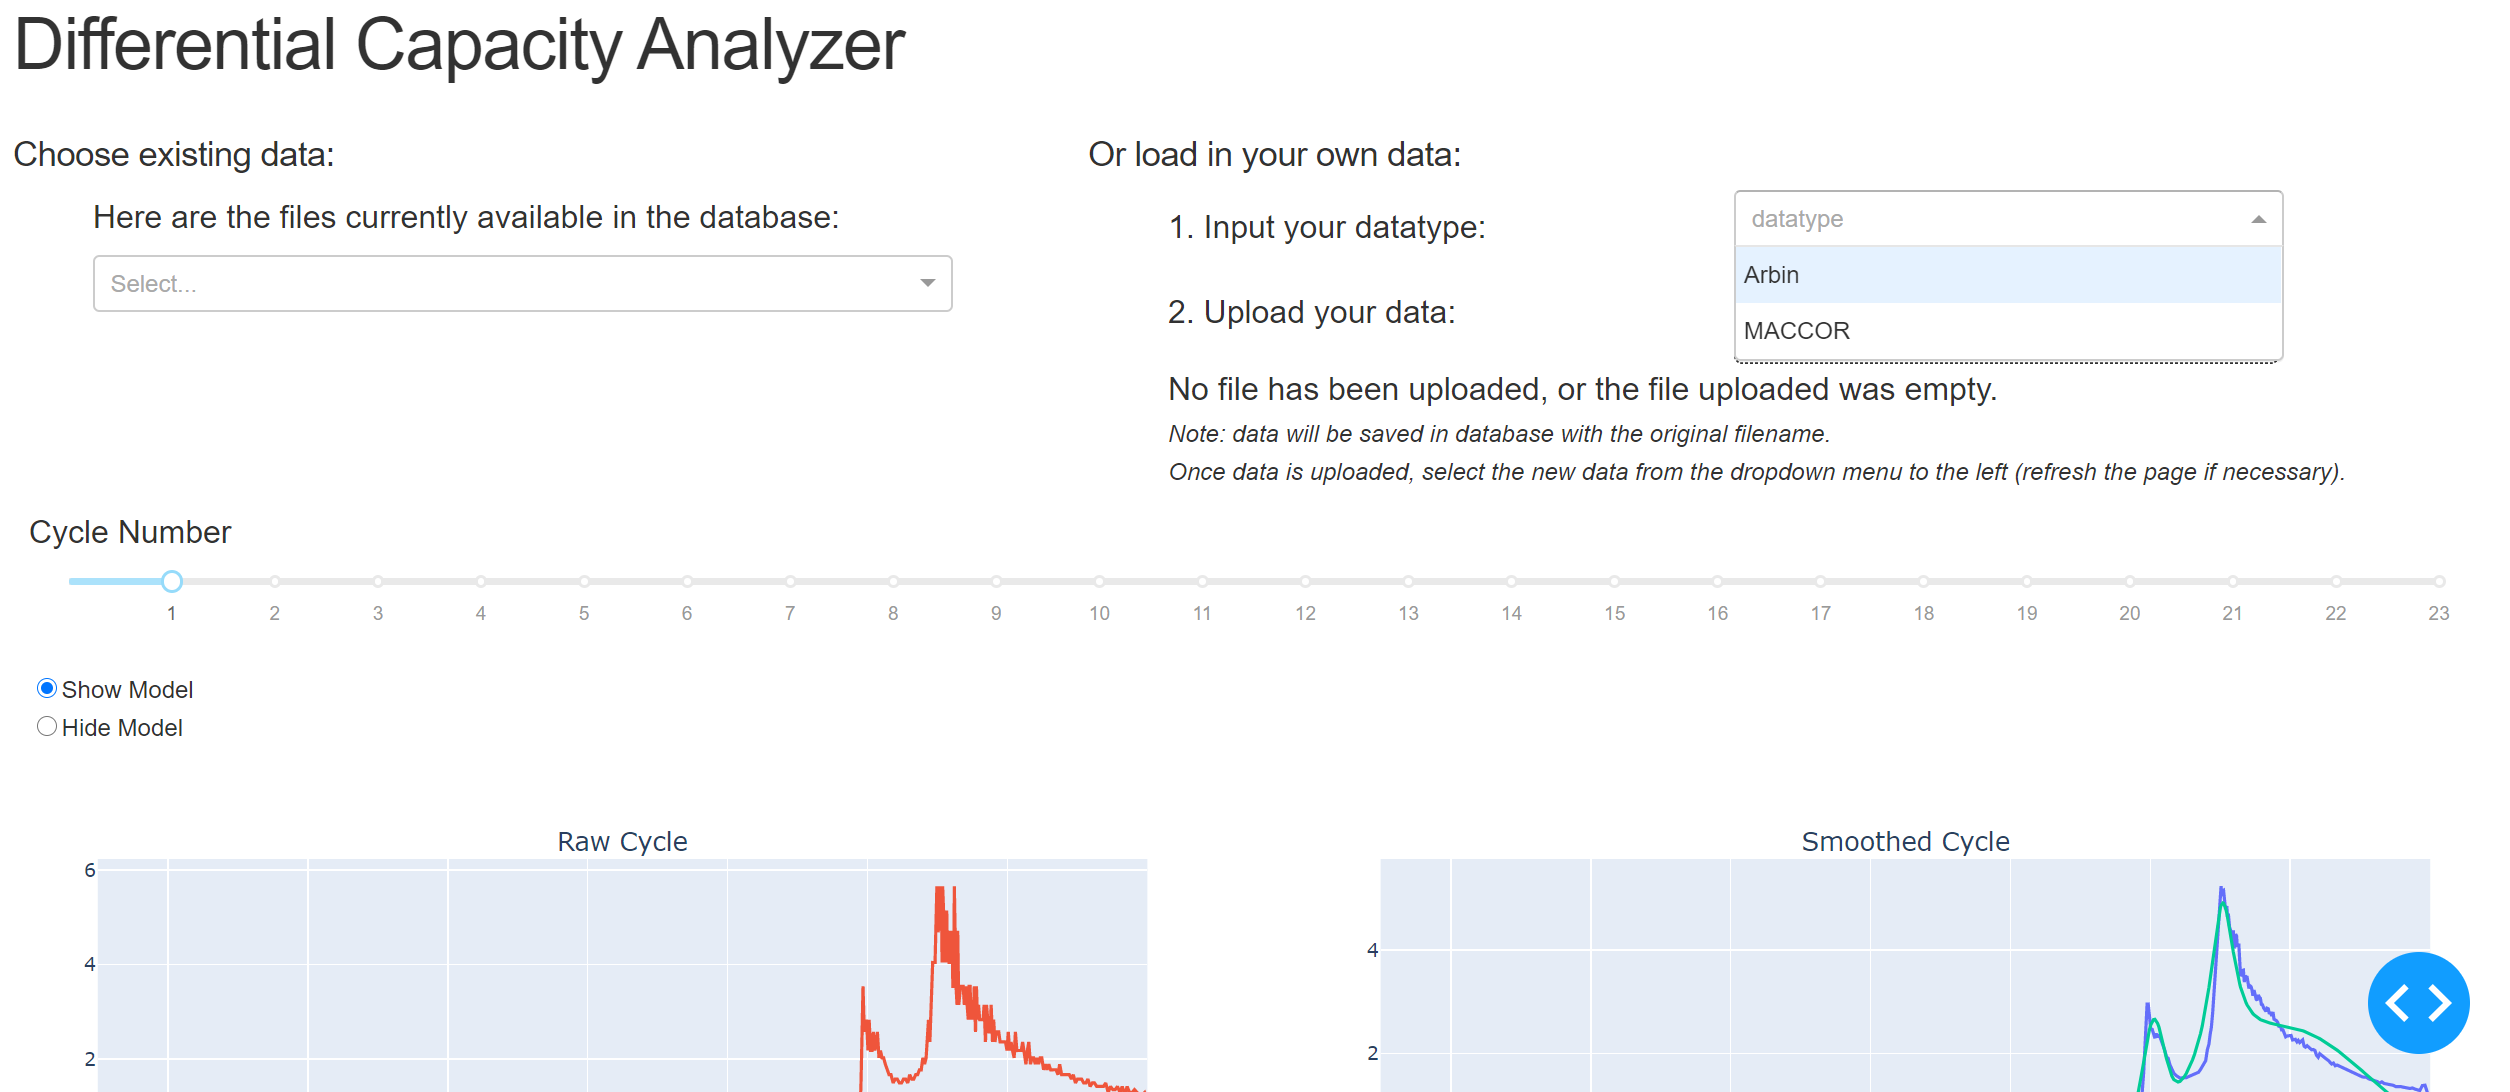 Differential Capacity Analyzer
Choose existing data:
Here are the files currently available in the database:
Select...
Or load in your own data:
1. Input your datatype:
datatype
Arbin
MACCOR
2. Upload your data:
No file has been uploaded, or the file uploaded was empty.
Note: data will be saved in database with the original filename.
Once data is uploaded, select the new data from the dropdown menu to the left (refresh the page if necessary).
Cycle Number
1 2 3 4 5 6 7 8 9 10 11 12 13 14 15 16 17 18 19 20 21 22 23
Show Model
Hide Model
Raw Cycle
6
4
2
Smoothed Cycle
4
2